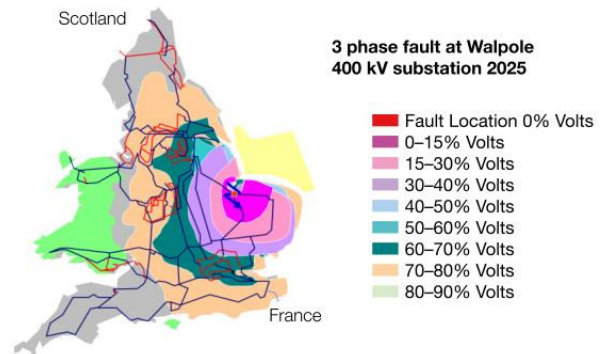 Scotland
3 phase fault at Walpole
400 kV substation 2025
Fault Location 0% Volts
0–15% Volts
15–30% Volts
30–40% Volts
40–50% Volts
50–60% Volts
60–70% Volts
70–80% Volts
80–90% Volts
France